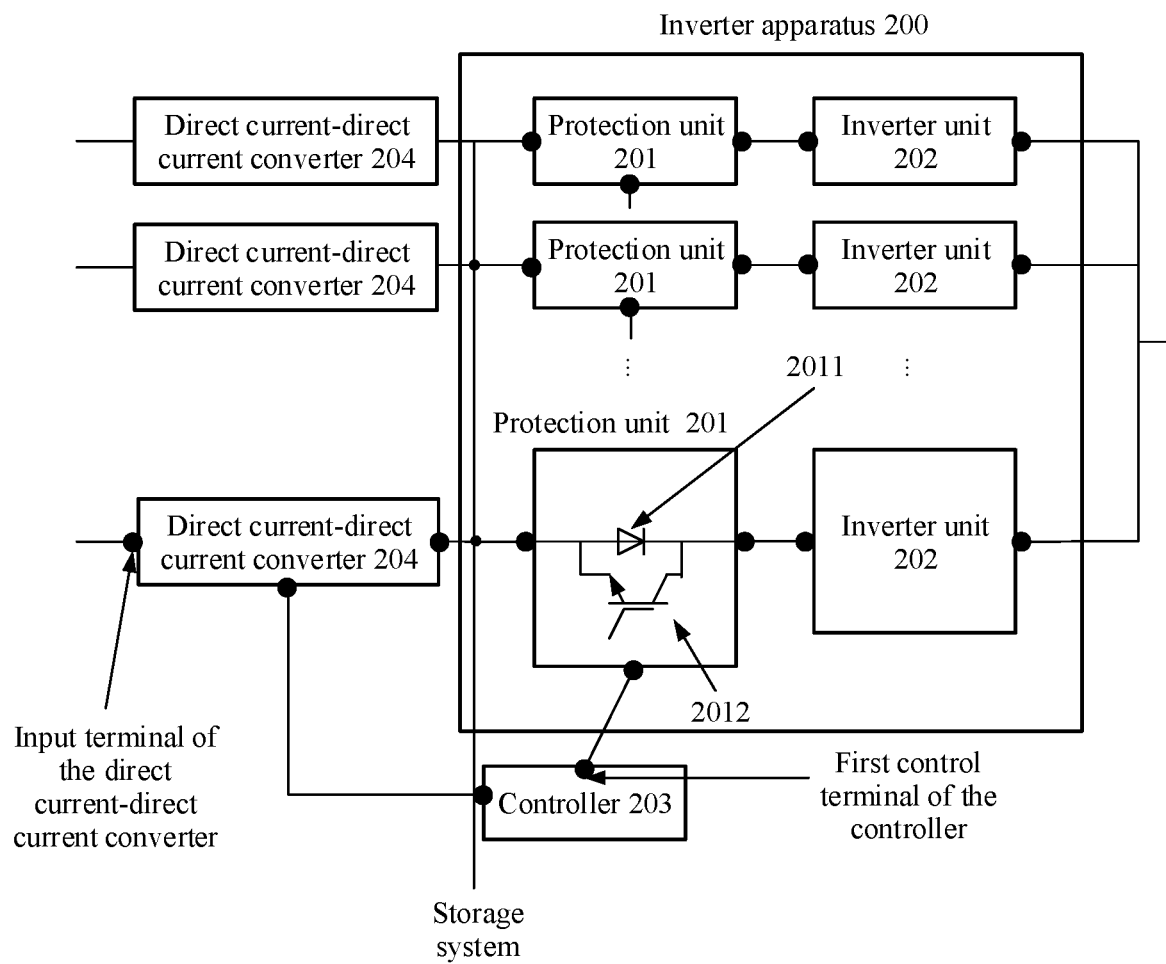 Inverter apparatus 200
Direct current-direct
current converter 204
Protection unit
201
Inverter unit
202
Direct current-direct
current converter 204
Protection unit
201
Inverter unit
202
...
2011
...
Protection unit 201
Direct current-direct
current converter 204
Inverter unit
202
2012
Input terminal of
the direct
current-direct
current converter
Controller 203
First control
terminal of the
controller
Storage
system